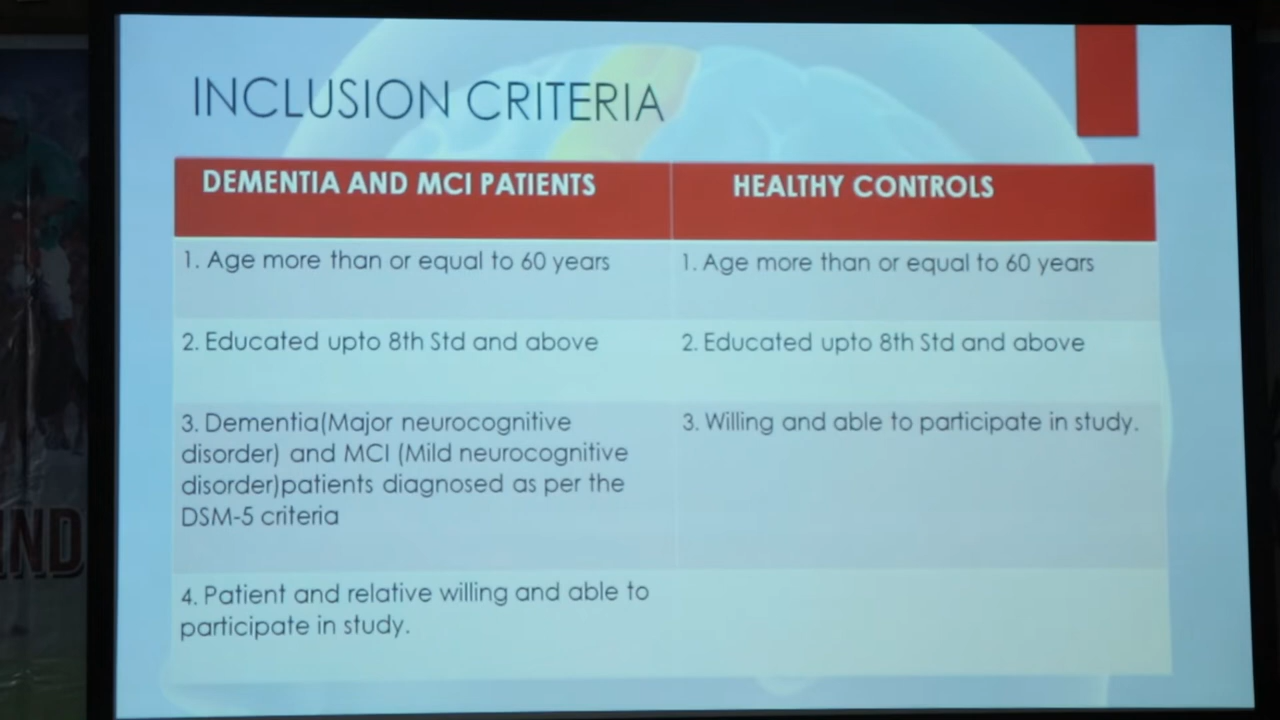 INCLUSION CRITERIA
DEMENTIA AND MCI PATIENTS
HEALTHY CONTROLS
1. Age more than or equal to 60 years
1. Age more than or equal to 60 years
2. Educated upto 8th Std and above
2. Educated upto 8th Std and above
3. Dementia(Major neurocognitive
disorder) and MCI (Mild neurocognitive
disorder)patients diagnosed as per the
DSM-5 criteria
3. Willing and able to participate in study.
4. Patient and relative willing and able to
participate in study.